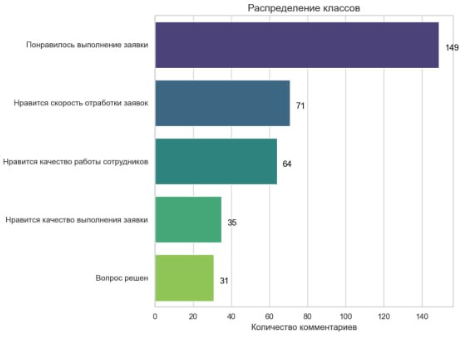 Распределение классов
Понравилось выполнение заявки
149
Нравится скорость отработки заявок
71
Нравится качество работы сотрудников
64
Нравится качество выполнения заявки
35
Вопрос решен
31
0 20 40 60 80 100 120 140
Количество комментариев